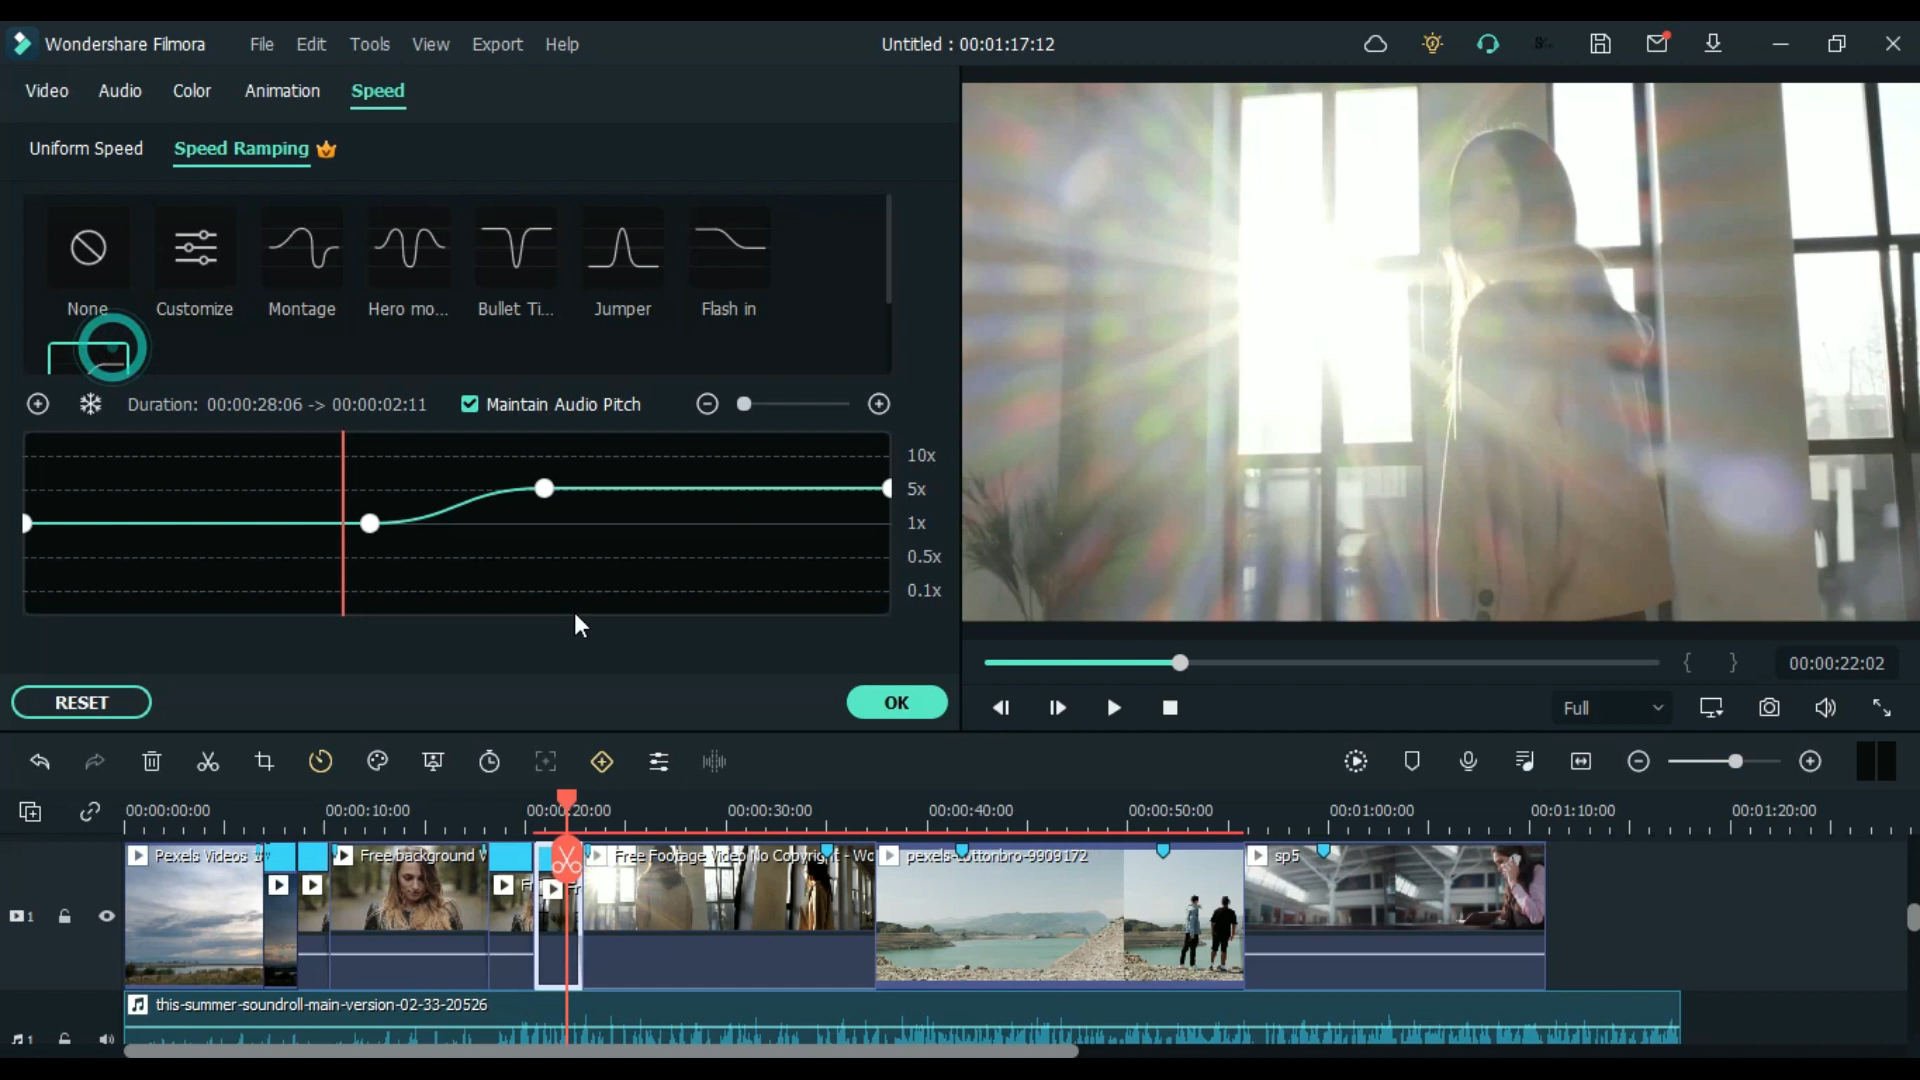 Wondershare Filmora File Edit Tools View Export Help Untitled : 00:01:17:12
Video Audio Color Animation Speed
Uniform Speed Speed Ramping
None Customize Montage Hero mo... Bullet Ti... Jumper Flash in
Duration: 00:00:28:06 -> 00:00:02:11 Maintain Audio Pitch
10x
5x
1x
0.5x
0.1x
00:00:22:02
RESET OK
Full
00:00:00:00 00:00:10:00 00:00:20:00 00:00:30:00 00:00:40:00 00:00:50:00 00:01:00:00 00:01:10:00 00:01:20:00
Pexels Videos Free background V Free Footage Video No Copyright - Wo pexels-cottonbro-9909172 sp5
1
this-summer-soundroll-main-version-02-33-20526
1